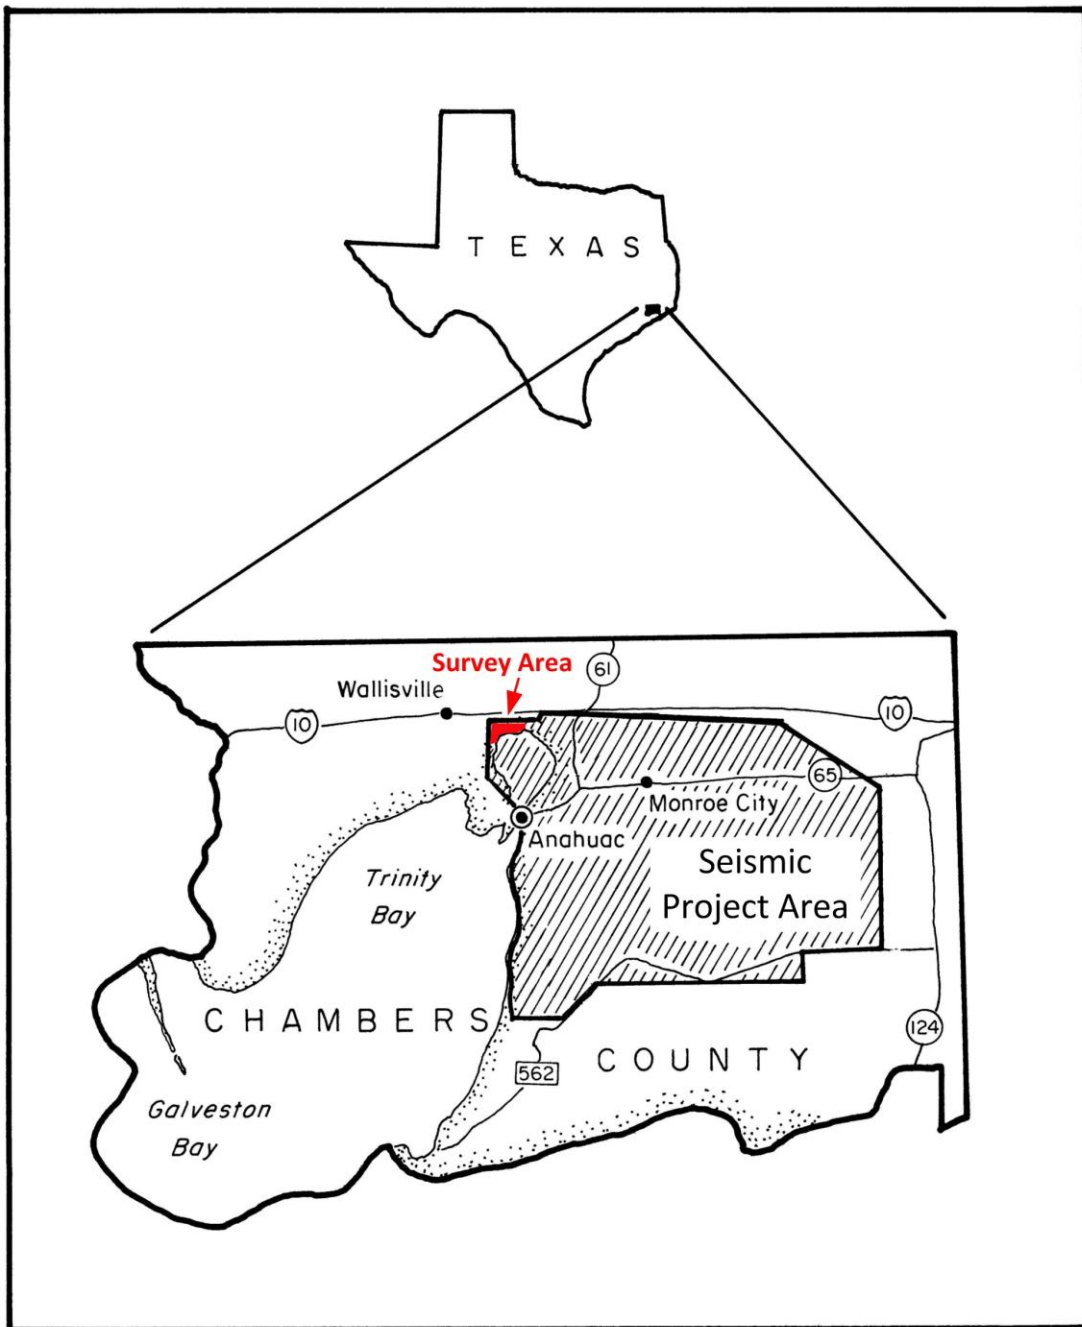 TEXAS
Survey Area
61
Wallisville
10
10
65
Monroe City
Anahuac
Seismic
Project Area
Trinity
Bay
CHAMBERS
COUNTY
124
562
Galveston
Bay